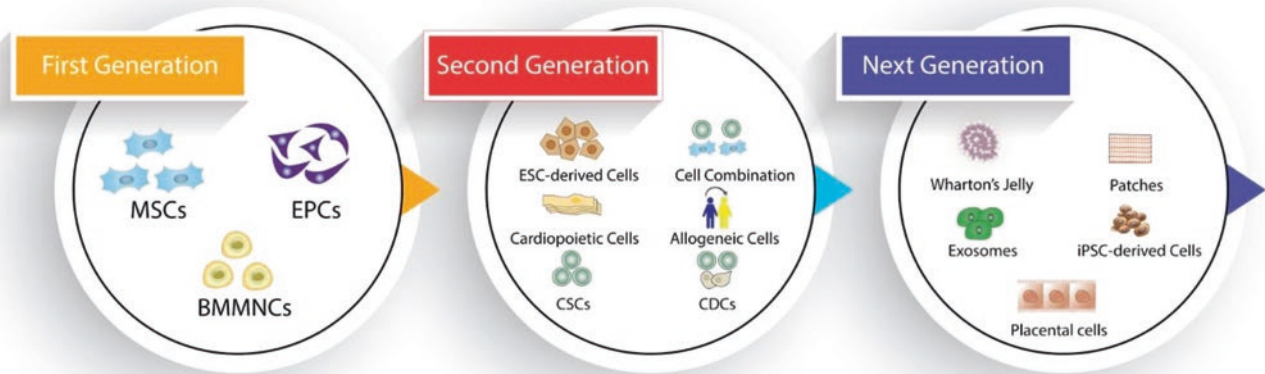 First Generation
MSCs
EPCs
BMMNCs
Second Generation
ESC-derived Cells
Cell Combination
Cardiopoietic Cells
Allogeneic Cells
CSCs
CDCs
Next Generation
Wharton's Jelly
Patches
Exosomes
iPSC-derived Cells
Placental cells